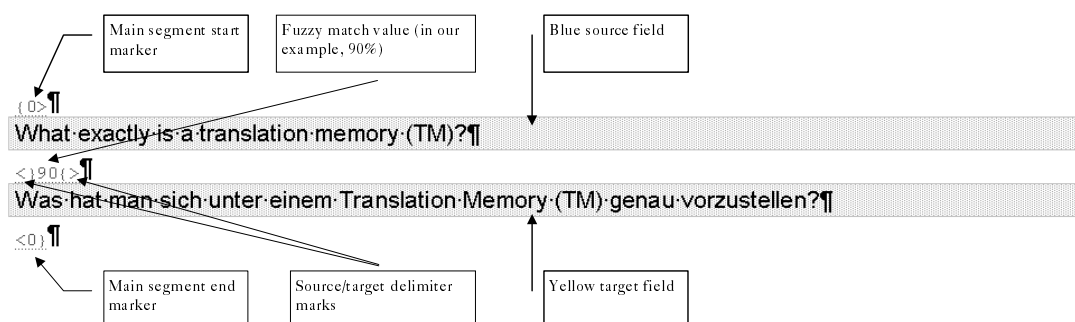 Main segment start
marker
Fuzzy match value (in our
example, 90%)
Blue source field
{0>¶
What·exactly·is·a·translation·memory·(TM)?¶
<}90{>¶
Was·hat·man·sich·unter·einem·Translation·Memory·(TM)·genau·vorzustellen?¶
<0}¶
Main segment end
marker
Source/target delimiter
marks
Yellow target field